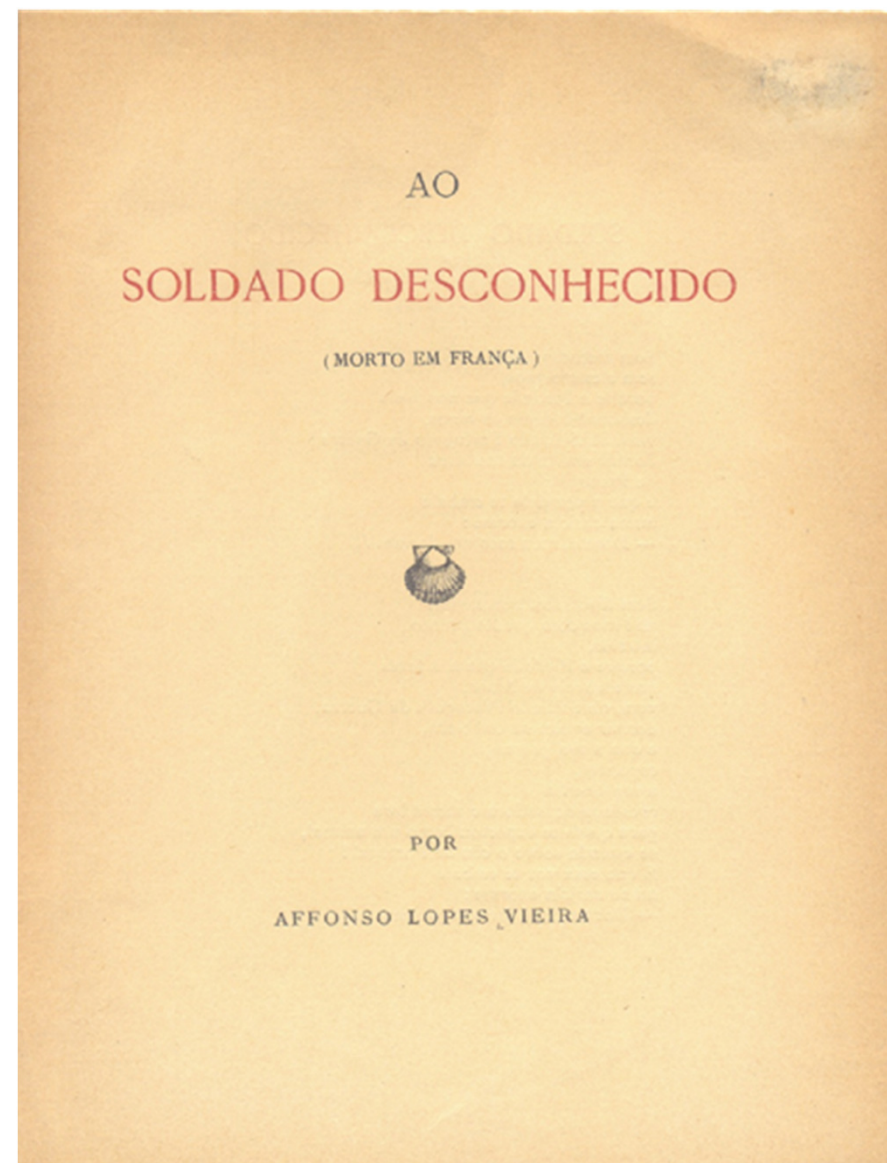 AO
SOLDADO DESCONHECIDO
(MORTO EM FRANÇA)
POR
AFFONSO LOPES VIEIRA